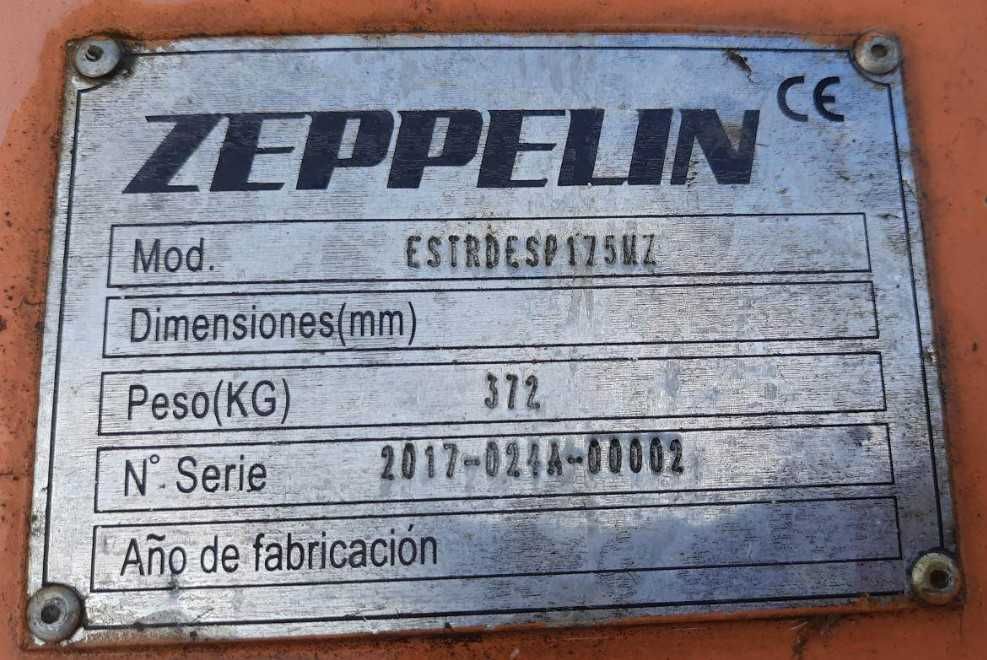 ZEPPELIN CE
Mod. ESTRDESP175MZ
Dimensiones(mm)
Peso(KG) 372
N° Serie 2017-024A-00002
Año de fabricación